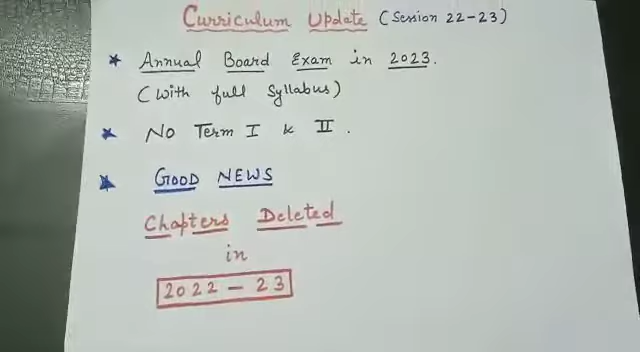 Curriculum Update (Session 22-23)
* Annual Board Exam in 2023.
(With full Syllabus)
* No Term I & II.
* GOOD NEWS
Chapters Deleted
in
2022 - 23